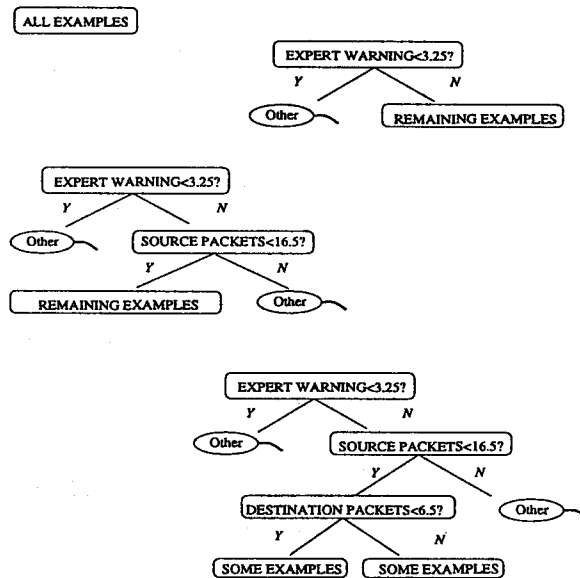 ALL EXAMPLES
EXPERT WARNING<3.25?
Y N
Other REMAINING EXAMPLES
EXPERT WARNING<3.25?
Y N
Other SOURCE PACKETS<16.5?
Y N
REMAINING EXAMPLES Other
EXPERT WARNING<3.25?
Y N
Other SOURCE PACKETS<16.5?
Y N
DESTINATION PACKETS<6.5? Other
Y N
SOME EXAMPLES SOME EXAMPLES